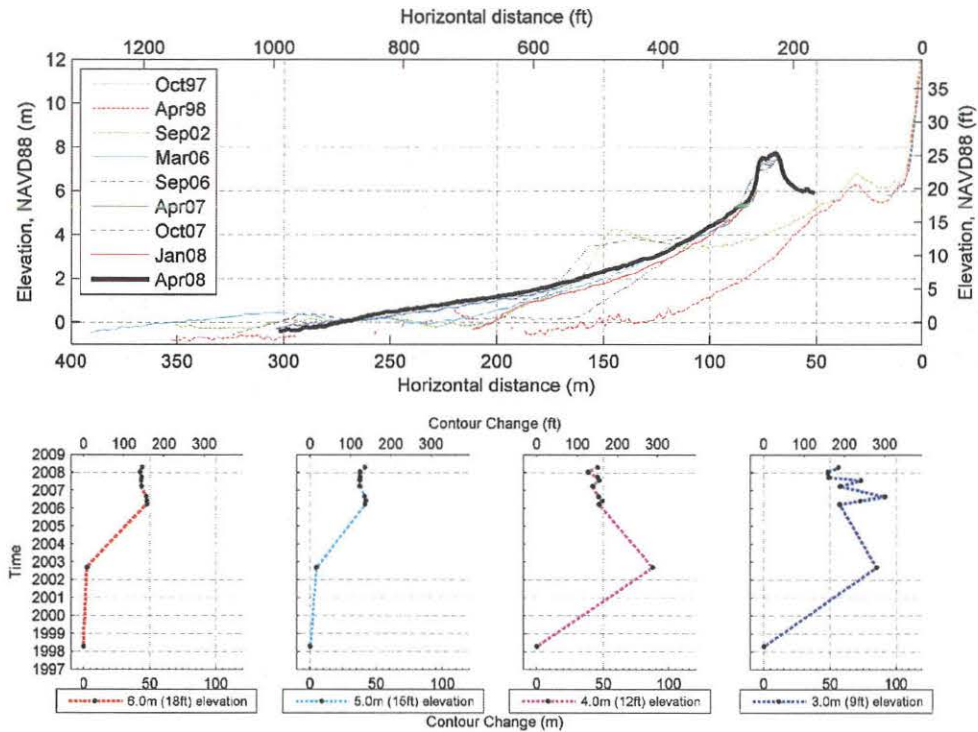 Horizontal distance (ft)
1200 1000 800 600 400 200 0
Elevation, NAVD88 (m)
12
10
8
6
4
2
0
Oct97
Apr98
Sep02
Mar06
Sep06
Apr07
Oct07
Jan08
Apr08
35
30
25
20
15
10
5
0
Elevation, NAVD88 (ft)
400 350 300 250 200 150 100 50 0
Horizontal distance (m)
Contour Change (ft)
0 100 200 300
0 100 200 300
0 100 200 300
0 100 200 300
Time
2009
2008
2007
2006
2005
2004
2003
2002
2001
2000
1999
1998
1997
0 50 100
0 50 100
0 50 100
0 50 100
6.0m (18ft) elevation
5.0m (15ft) elevation
4.0m (12ft) elevation
3.0m (9ft) elevation
Contour Change (m)